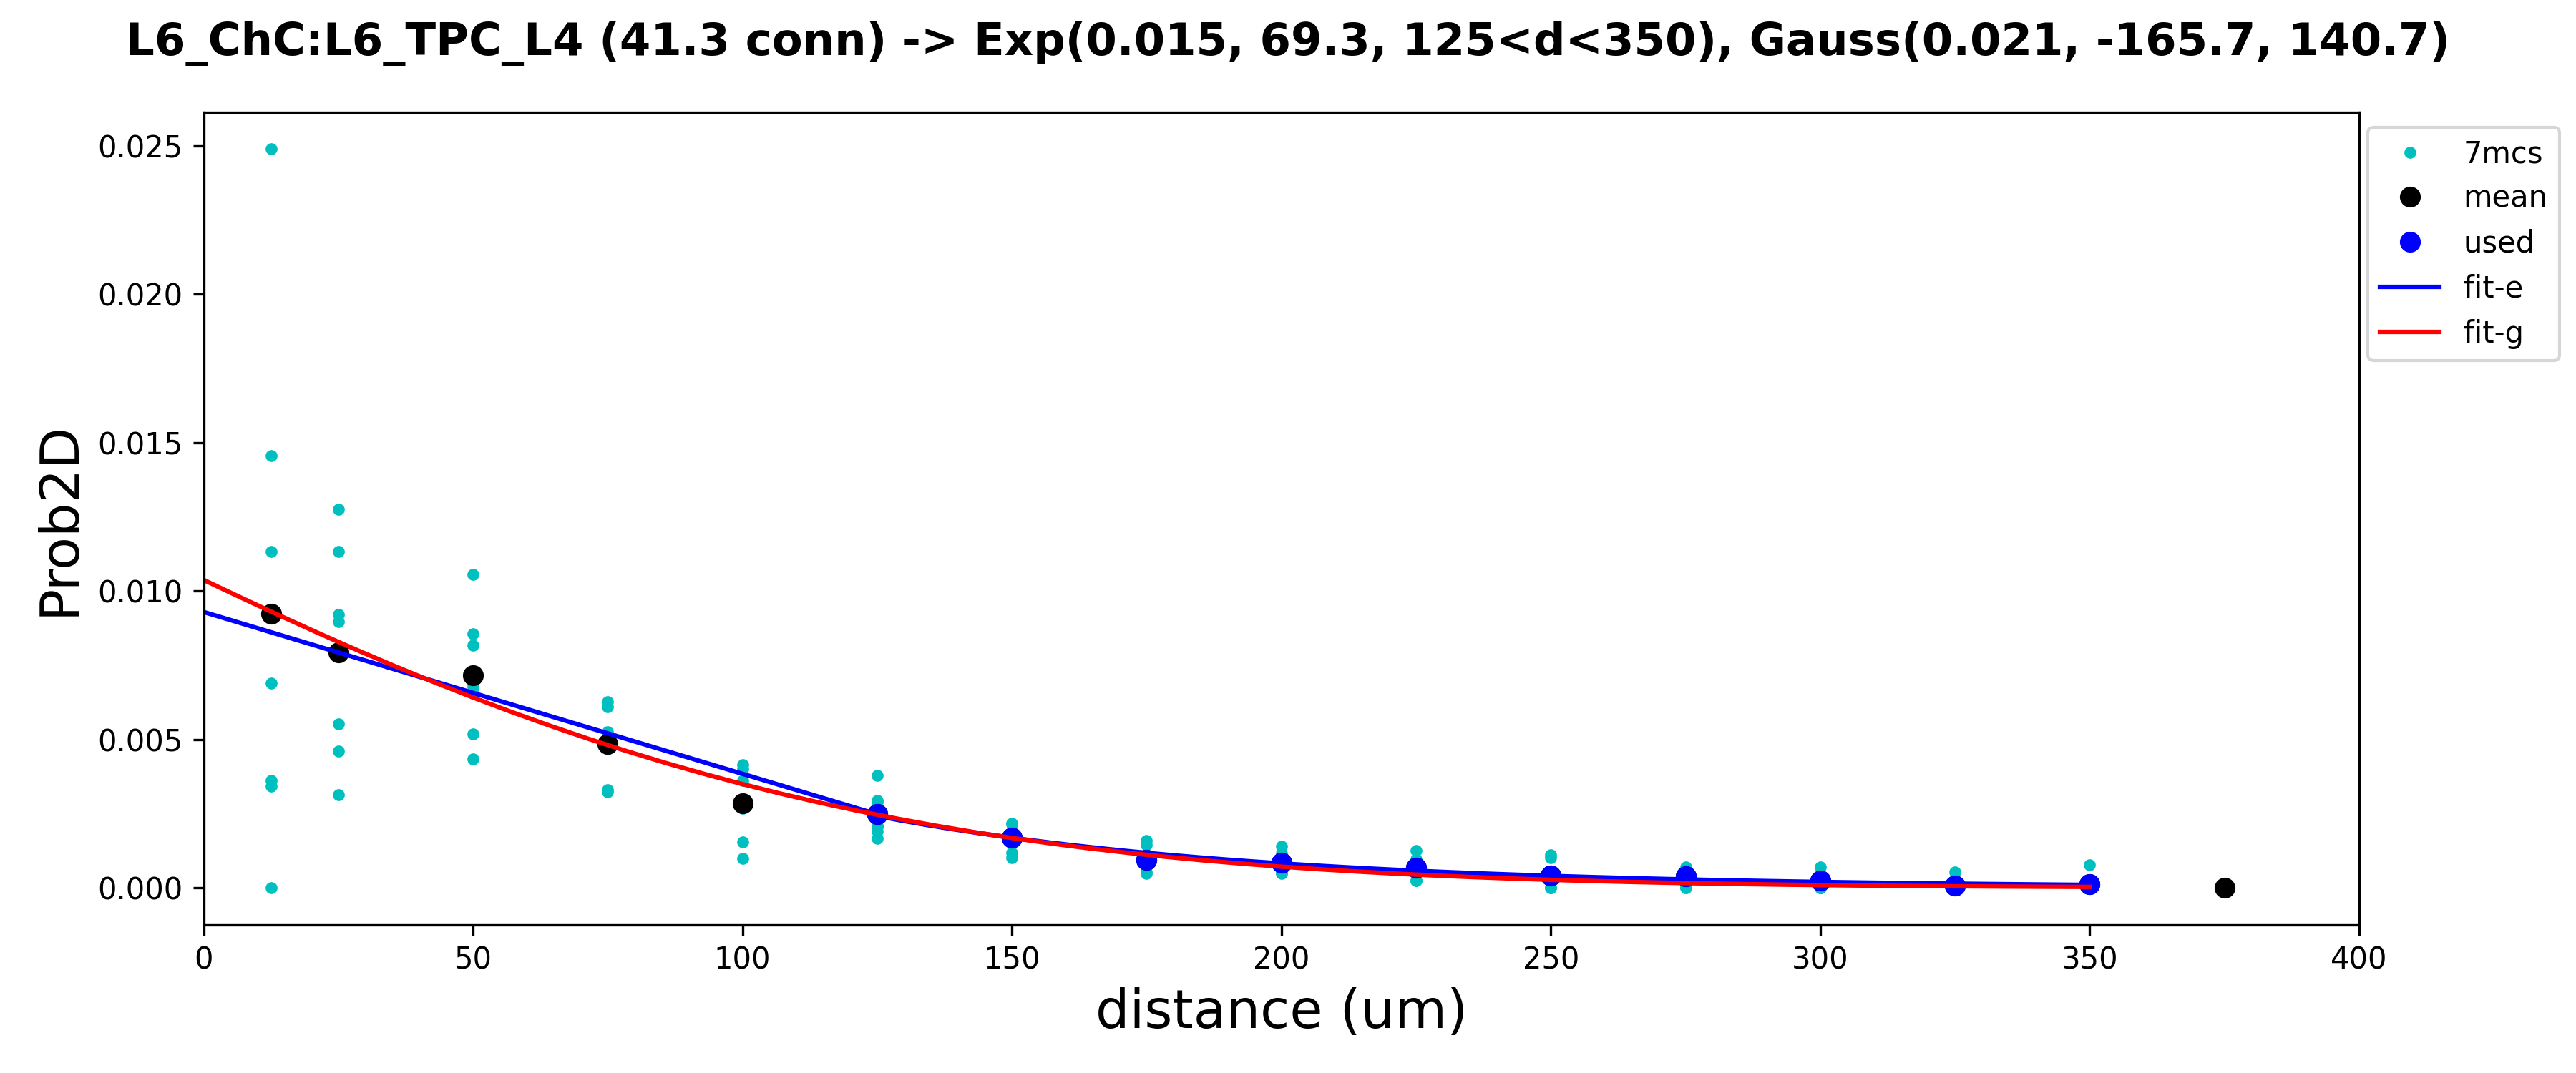 L6_ChC:L6_TPC_L4 (41.3 conn) -> Exp(0.015, 69.3, 125<d<350), Gauss(0.021, -165.7, 140.7)
0.025
0.020
0.015
0.010
0.005
0.000
Prob2D
0 50 100 150 200 250 300 350 400
distance (um)
7mcs
mean
used
fit-e
fit-g